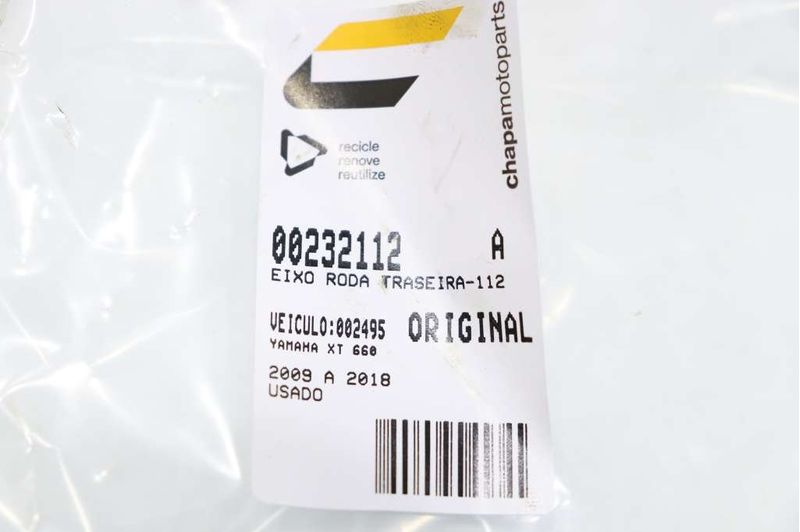 chapamotoparts
recicle
renove
reutilize
00232112 A
EIXO RODA TRASEIRA-112
VEICULO:002495 ORIGINAL
YAMAHA XT 660
2009 A 2018
USADO